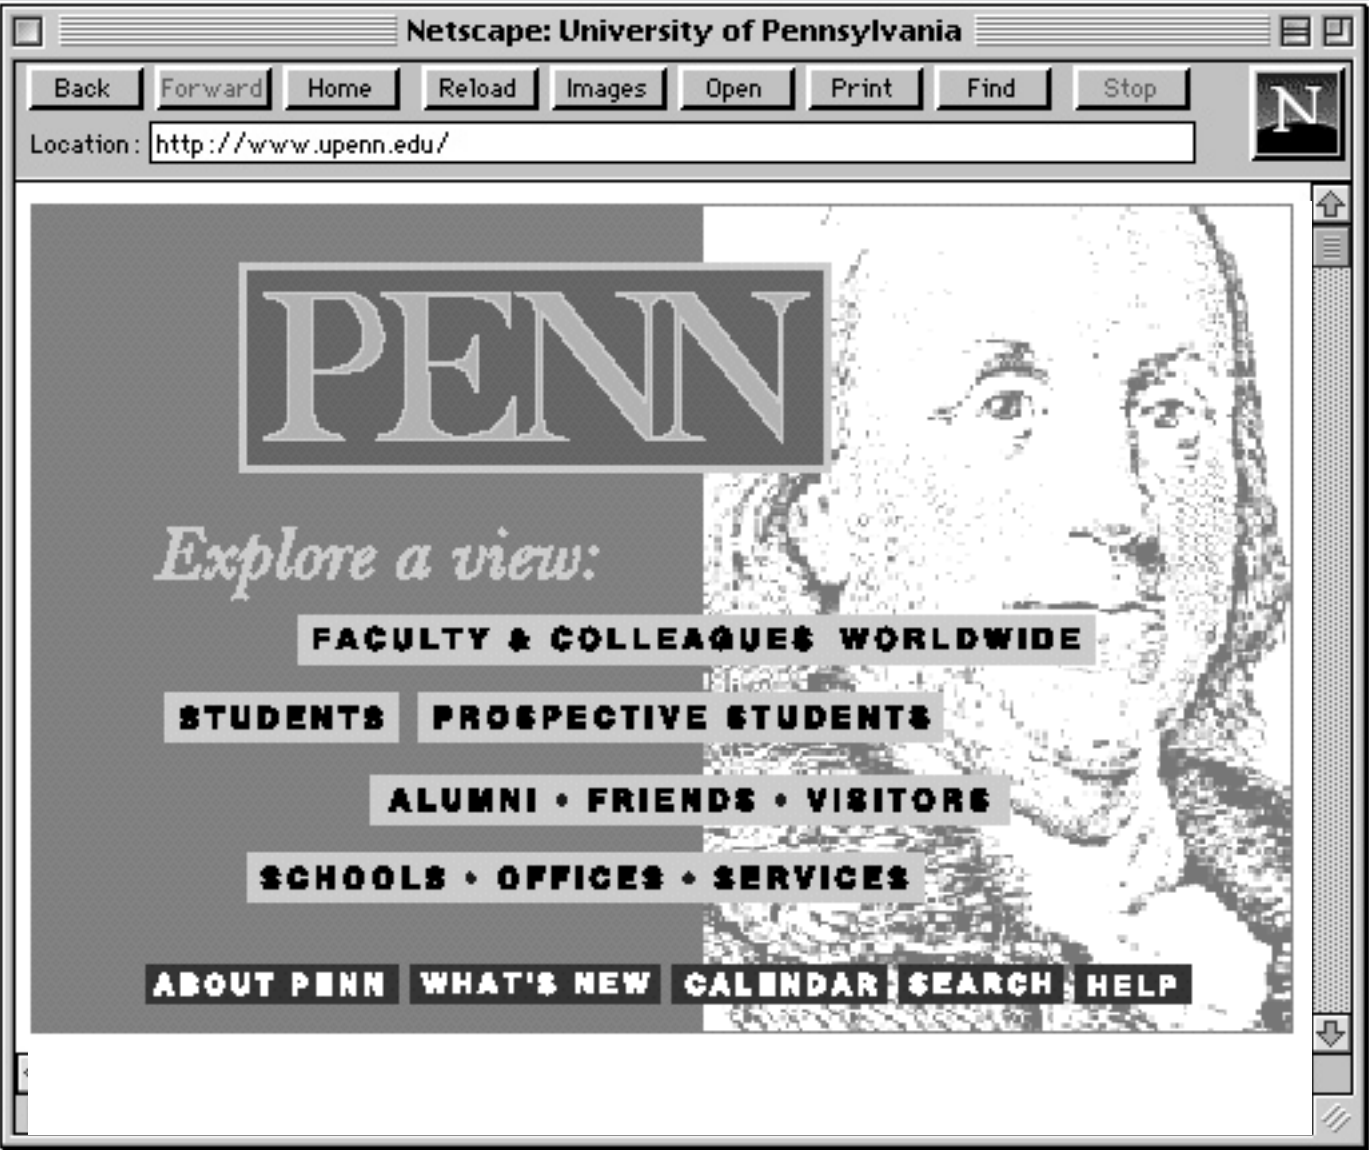 Netscape: University of Pennsylvania
Back Forward Home Reload Images Open Print Find Stop
N
Location: http://www.upenn.edu/
PENN
Explore a view:
FACULTY & COLLEAGUES WORLDWIDE
STUDENTS PROSPECTIVE STUDENTS
ALUMNI • FRIENDS • VISITORS
SCHOOLS • OFFICES • SERVICES
ABOUT PENN WHAT'S NEW CALENDAR SEARCH HELP